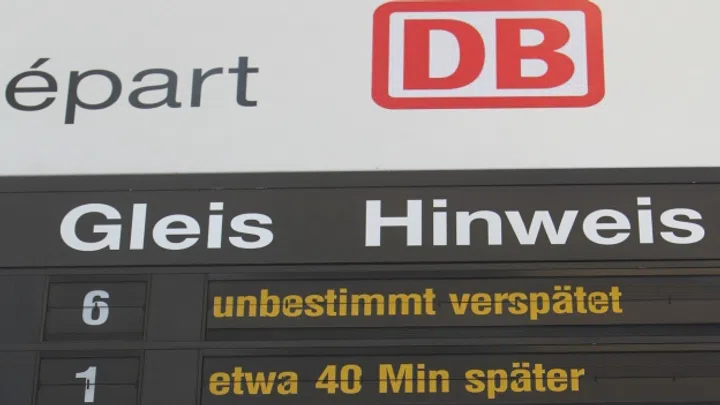 épart DB
Gleis Hinweis
6 unbestimmt verspätet
1 etwa 40 Min später